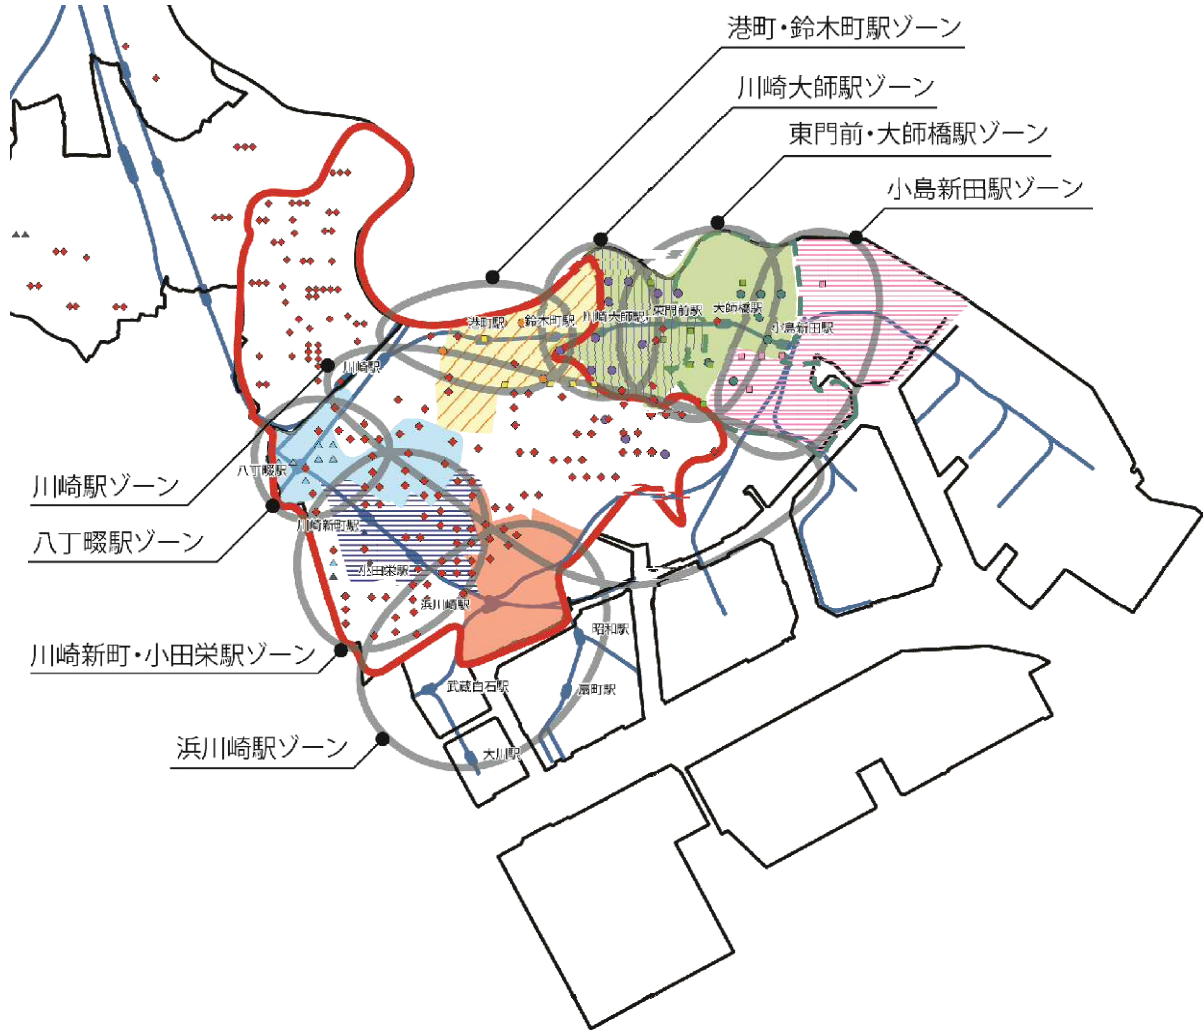 港町・鈴木町駅ゾーン
川崎大師駅ゾーン
東門前・大師橋駅ゾーン
小島新田駅ゾーン
港町駅
鈴木町駅
川崎大師駅
東門前駅
大師橋駅
小島新田駅
川崎駅
八丁畷駅
川崎駅ゾーン
川崎新町駅
八丁畷駅ゾーン
小田栄駅
浜川崎駅
昭和駅
川崎新町・小田栄駅ゾーン
武蔵白石駅
扇町駅
浜川崎駅ゾーン
大川駅